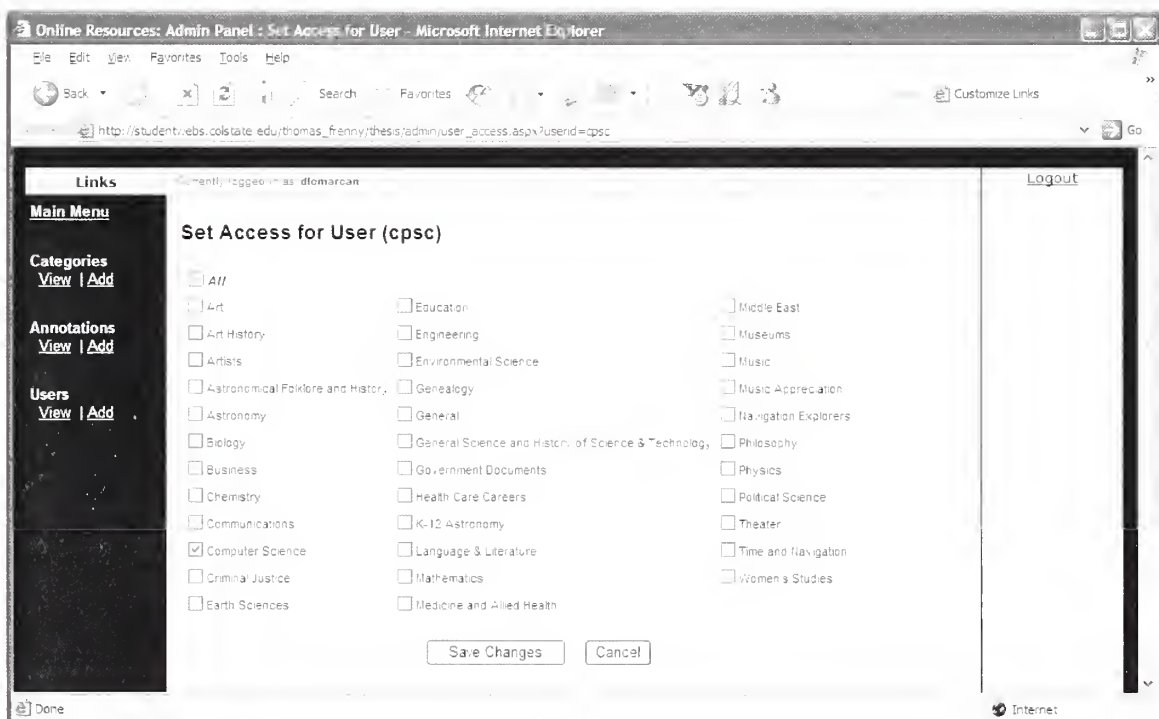 Online Resources: Admin Panel : Set Access for User - Microsoft Internet Explorer
File Edit View Favorites Tools Help
Back Search Favorites Customize Links
http://studentwebs.colstate.edu/thomas_frenny/thesis/admin/user_access.aspx?userid=cpsc Go
Links
Currently logged in as dlemarcan
Logout
Main Menu
Categories
View | Add
Annotations
View | Add
Users
View | Add
Set Access for User (cpsc)
All
Art Education Middle East
Art History Engineering Museums
Artists Environmental Science Music
Astronomical Folklore and History Genealogy Music Appreciation
Astronomy General Navigation Explorers
Biology General Science and History of Science & Technology Philosophy
Business Government Documents Physics
Chemistry Health Care Careers Political Science
Communications K-12 Astronomy Theater
Computer Science Language & Literature Time and Navigation
Criminal Justice Mathematics Women's Studies
Earth Sciences Medicine and Allied Health
Save Changes Cancel
Done Internet